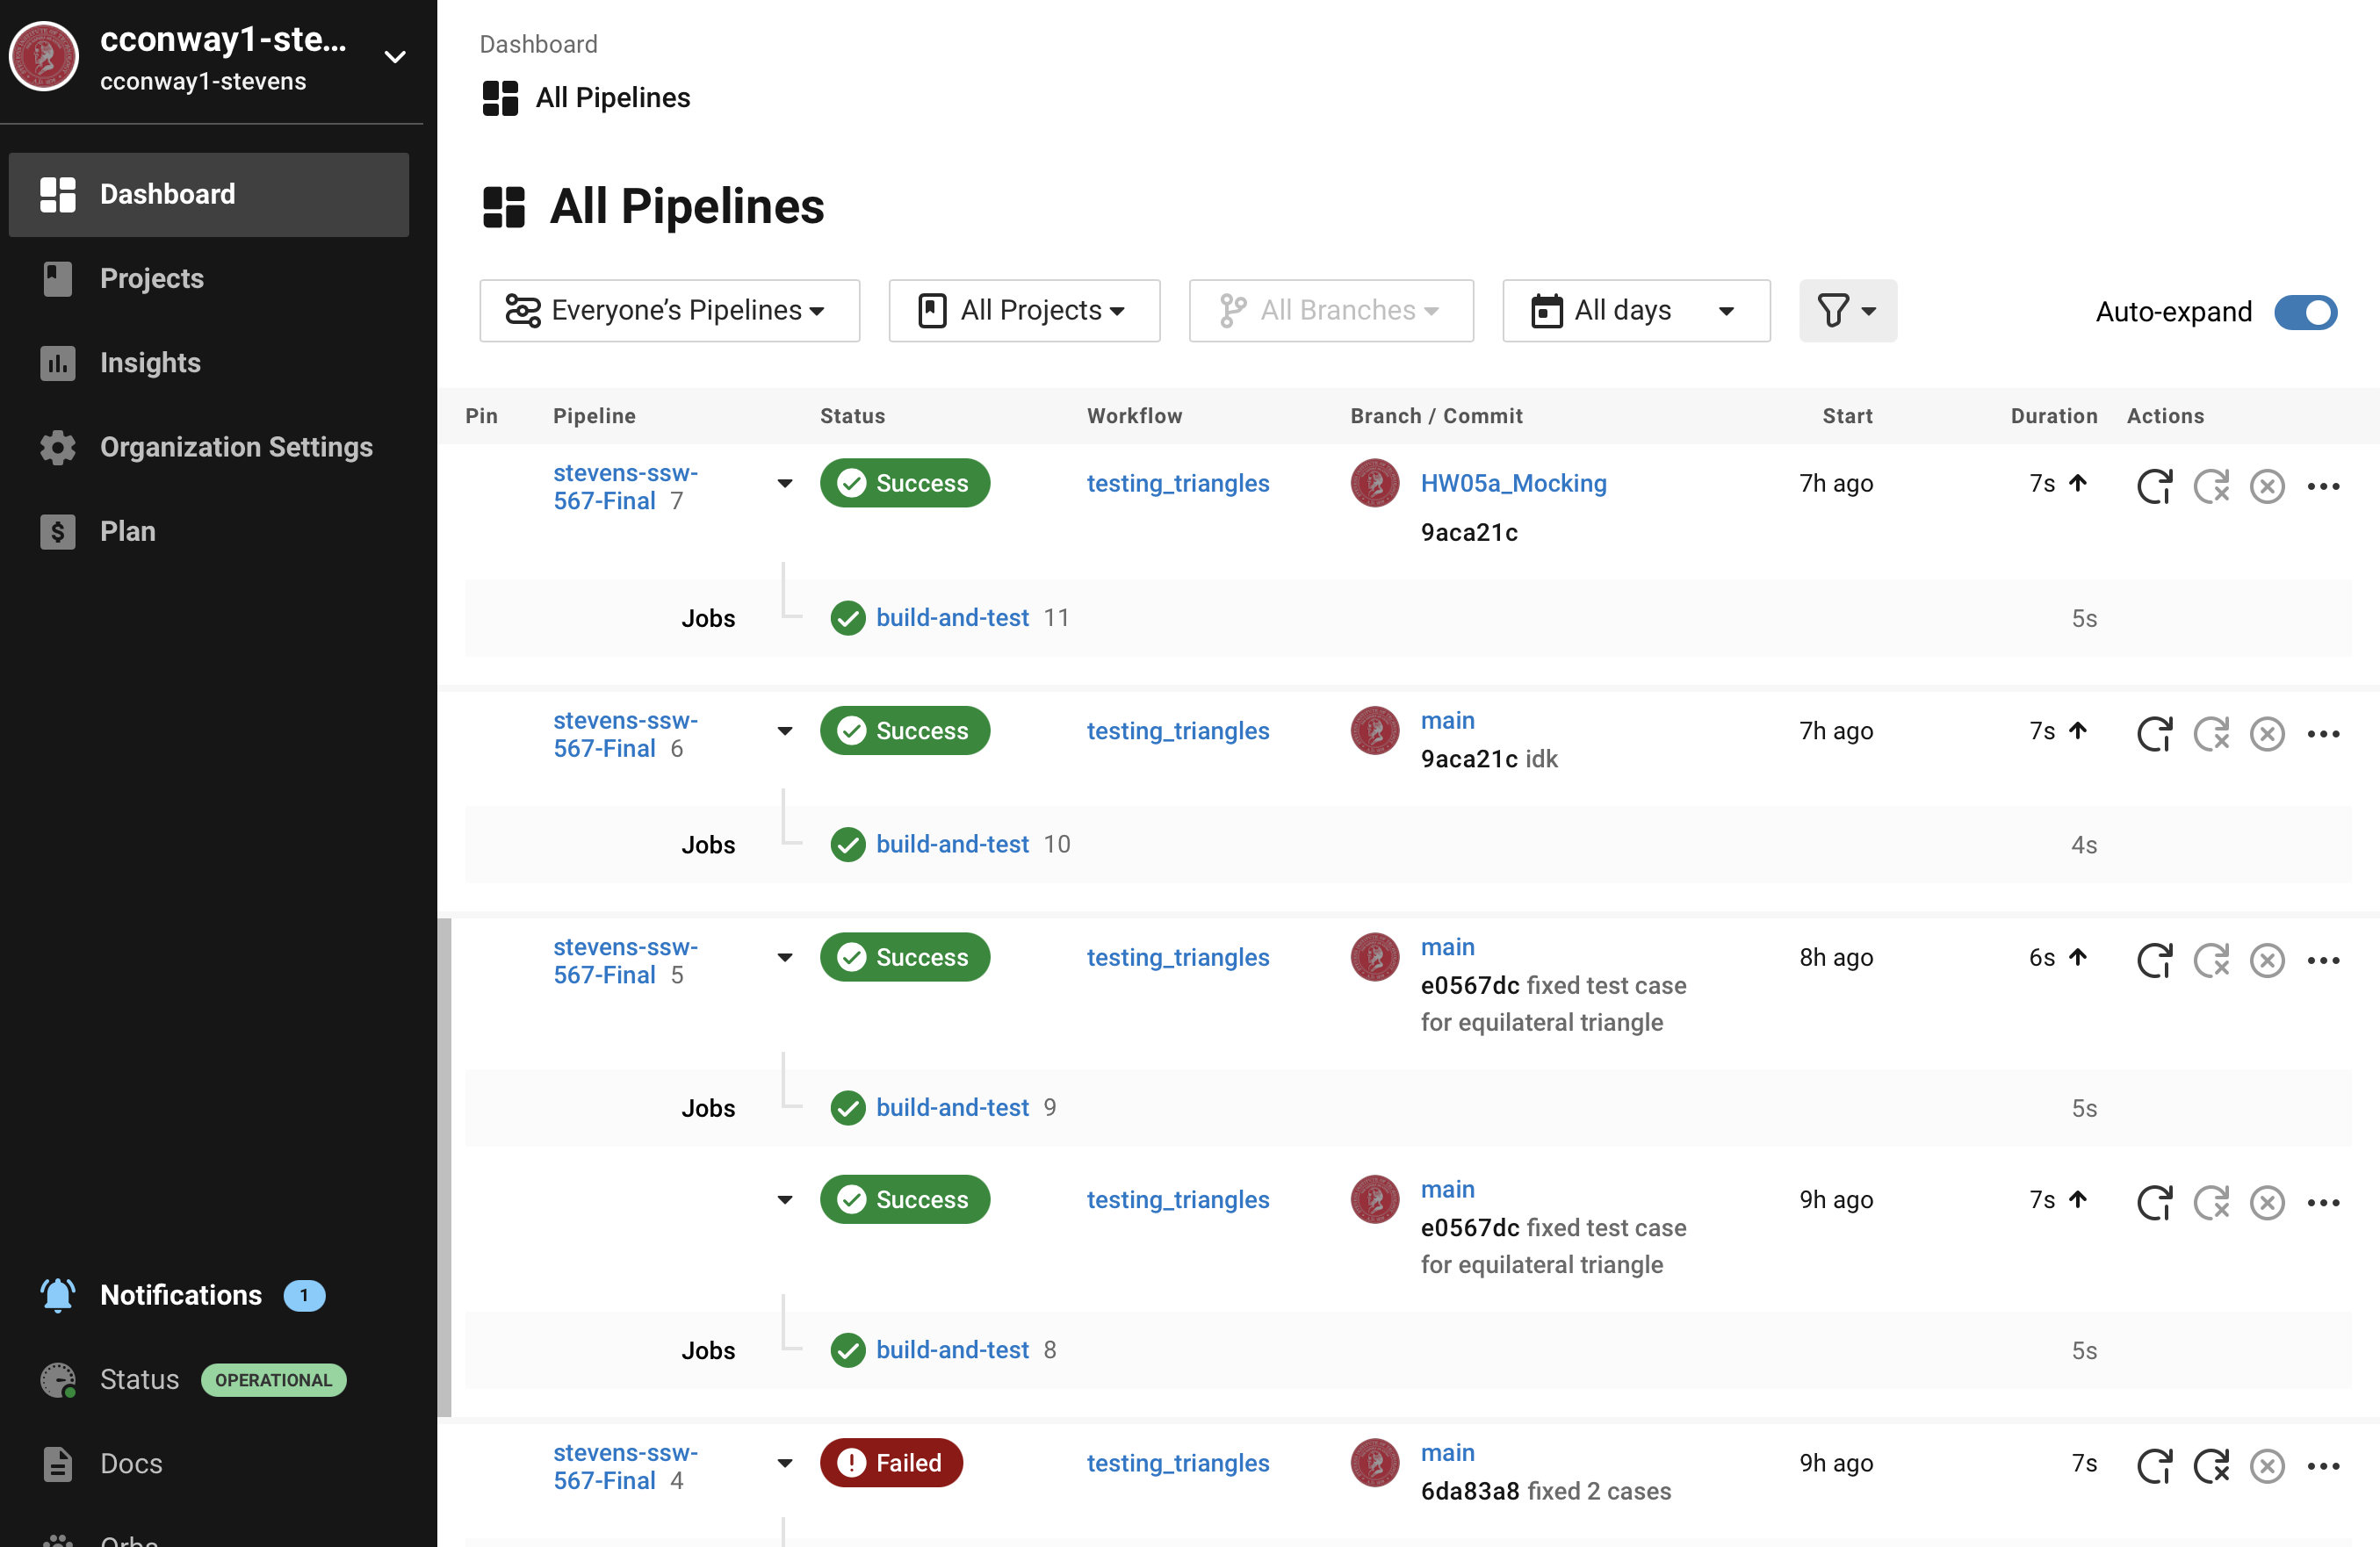 cconway1-ste...
cconway1-stevens
Dashboard
Projects
Insights
Organization Settings
Plan
Notifications 1
Status OPERATIONAL
Docs
Orbs
Dashboard
All Pipelines
All Pipelines
Everyone’s Pipelines All Projects All Branches All days Auto-expand
Pin Pipeline Status Workflow Branch / Commit Start Duration Actions
stevens-ssw-
567-Final 7
Success testing_triangles HW05a_Mocking 7h ago 7s
9aca21c
Jobs build-and-test 11 5s
stevens-ssw-
567-Final 6
Success testing_triangles main 7h ago 7s
9aca21c idk
Jobs build-and-test 10 4s
stevens-ssw-
567-Final 5
Success testing_triangles main 8h ago 6s
e0567dc fixed test case
for equilateral triangle
Jobs build-and-test 9 5s
Success testing_triangles main 9h ago 7s
e0567dc fixed test case
for equilateral triangle
Jobs build-and-test 8 5s
stevens-ssw-
567-Final 4
Failed testing_triangles main 9h ago 7s
6da83a8 fixed 2 cases